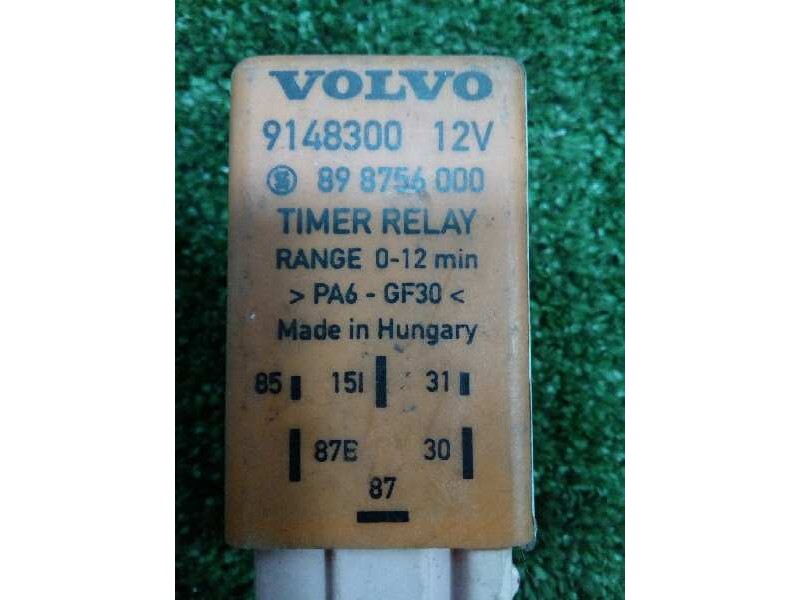 VOLVO
9148300 12V
89 8756 000
TIMER RELAY
RANGE 0-12 min
> PA6 - GF30 <
Made in Hungary
85 15I 31
87E 30
87